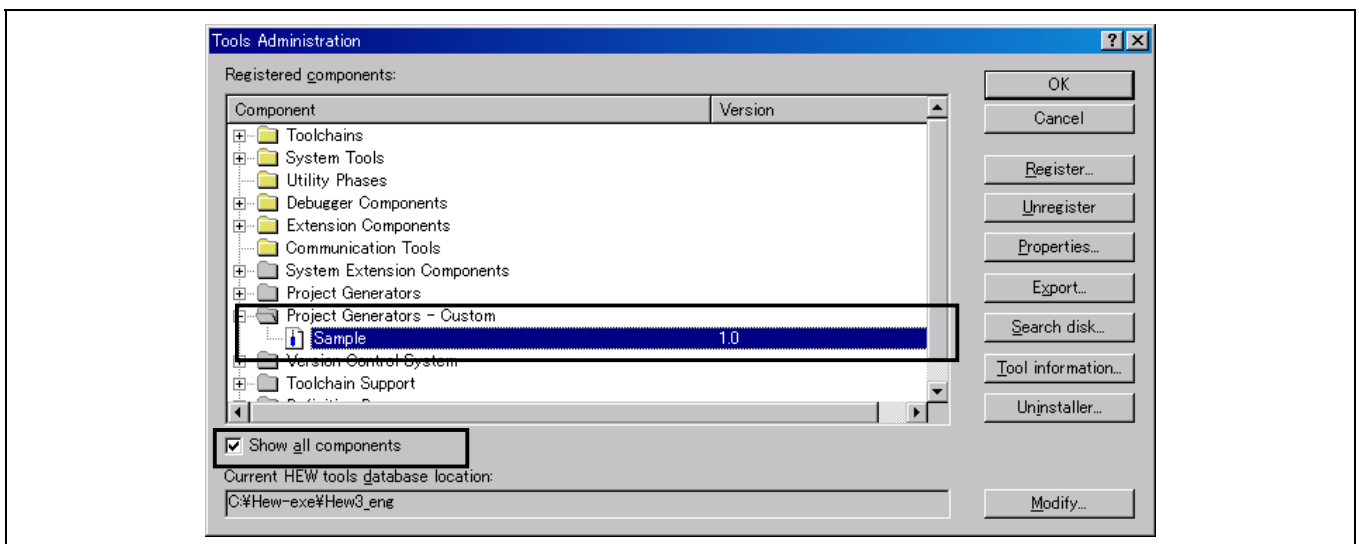 Tools Administration
Registered components:
Component Version
Toolchains
System Tools
Utility Phases
Debugger Components
Extension Components
Communication Tools
System Extension Components
Project Generators
Project Generators - Custom
Sample 1.0
Version Control System
Toolchain Support
Show all components
Current HEW tools database location:
C:¥Hew-exe¥Hew3_eng
OK
Cancel
Register...
Unregister
Properties...
Export...
Search disk...
Tool information...
Uninstaller...
Modify...